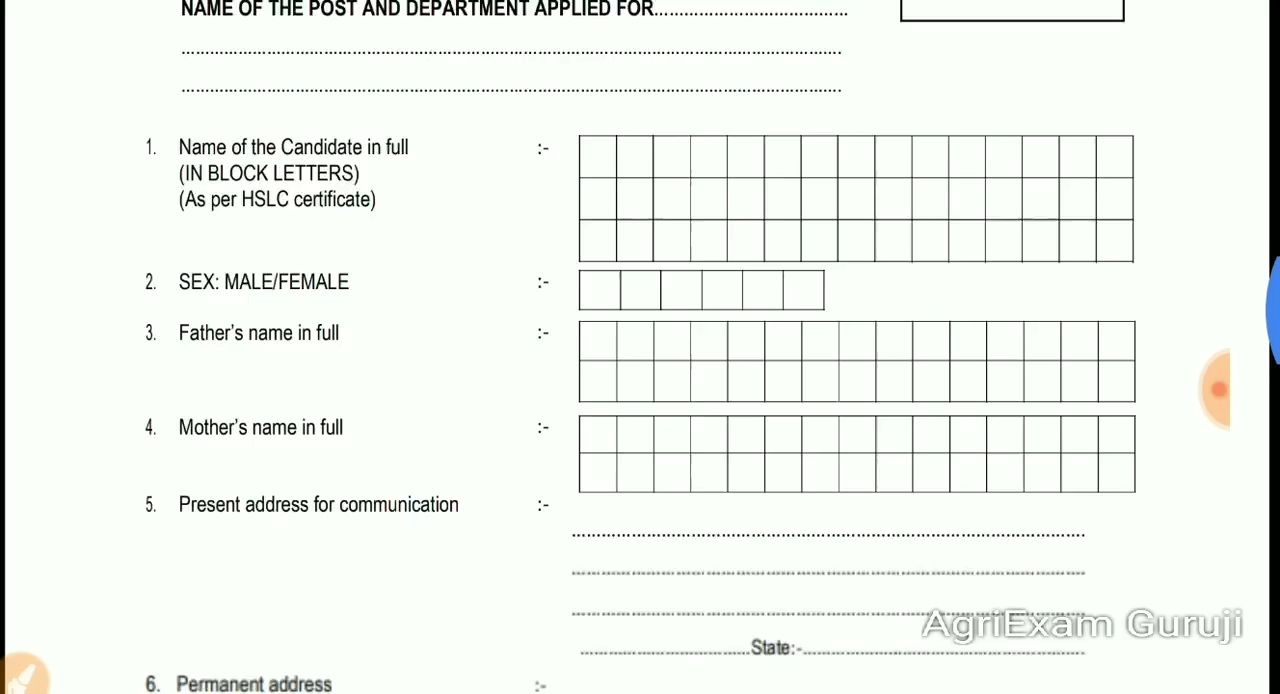 NAME OF THE POST AND DEPARTMENT APPLIED FOR.......................................
....................................................................................................................................
....................................................................................................................................
1. Name of the Candidate in full :-
(IN BLOCK LETTERS)
(As per HSLC certificate)
2. SEX: MALE/FEMALE :-
3. Father's name in full :-
4. Mother's name in full :-
5. Present address for communication :-
.......................................................................................................
.......................................................................................................
.......................................................................................................
..................................State:-.........................................................
AgriExam Guruji
6. Permanent address :-